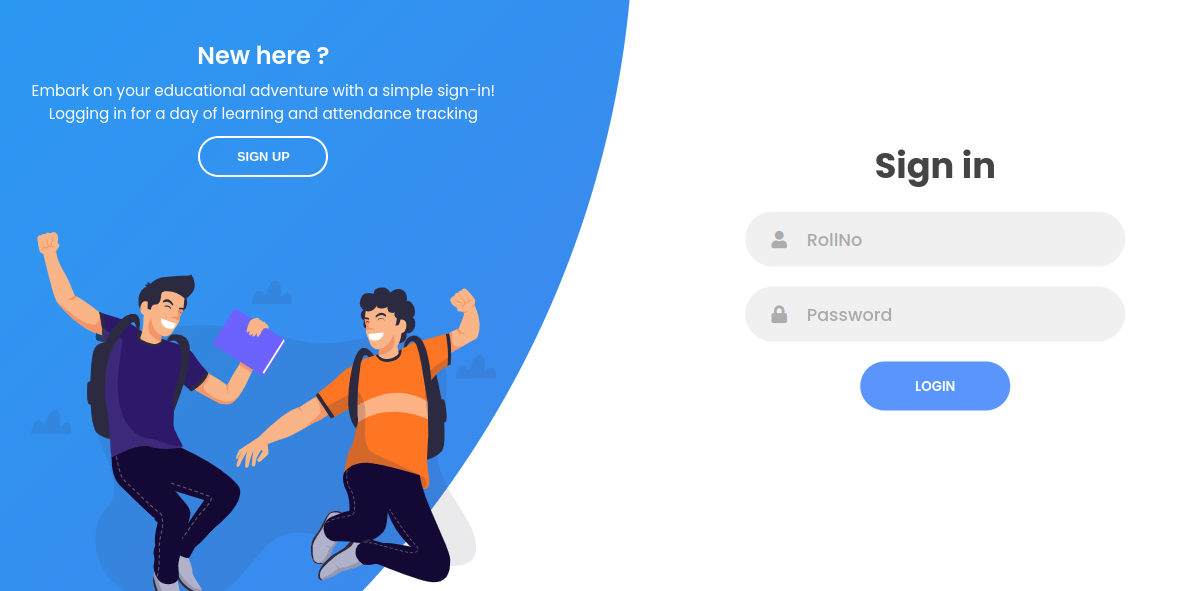 New here ?
Embark on your educational adventure with a simple sign-in!
Logging in for a day of learning and attendance tracking
SIGN UP
Sign in
RollNo
Password
LOGIN